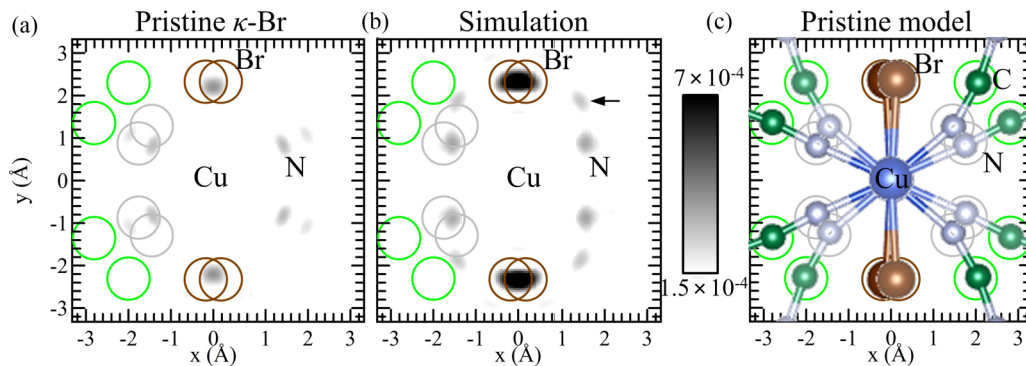 (a) Pristine κ-Br
(b) Simulation
(c) Pristine model
Br
N
Cu
y (Å)
3
2
1
0
-1
-2
-3
-3 -2 -1 0 1 2 3
x (Å)
Br
N
Cu
-3 -2 -1 0 1 2 3
x (Å)
7 × 10⁻⁴
1.5 × 10⁻⁴
Br
C
N
Cu
-3 -2 -1 0 1 2 3
x (Å)